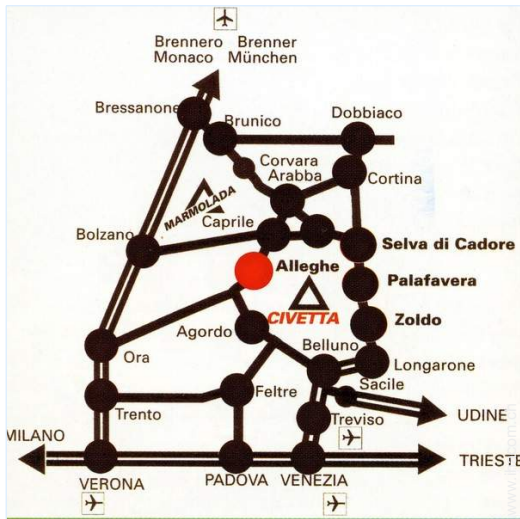 Brennero Brenner
Monaco München
Bressanone
Brunico
Dobbiaco
Corvara
Arabba
Cortina
MARMOLADA
Caprile
Bolzano
Selva di Cadore
Alleghe
Palafavera
CIVETTA
Zoldo
Agordo
Belluno
Ora
Longarone
Feltre
Sacile
Trento
Treviso
UDINE
MILANO
TRIESTE
VERONA
PADOVA
VENEZIA